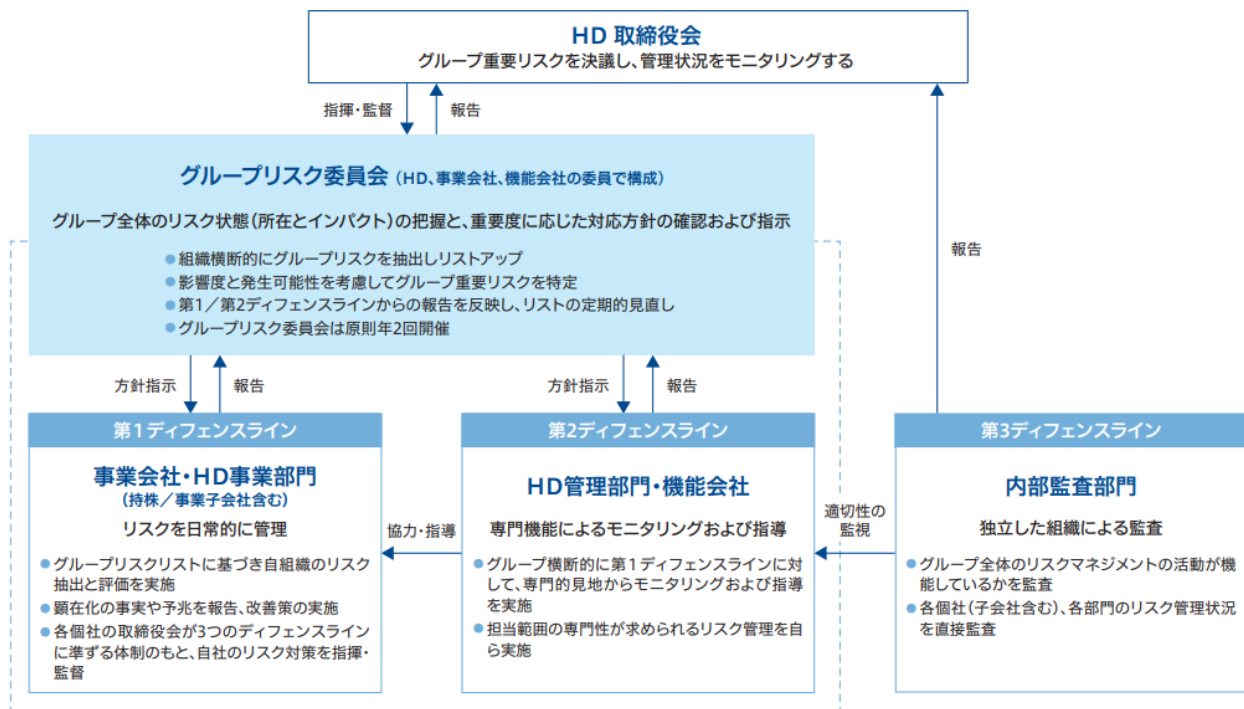 HD 取締役会
グループ重要リスクを決議し、管理状況をモニタリングする
指揮・監督
報告
報告
グループリスク委員会（HD、事業会社、機能会社の委員で構成）
グループ全体のリスク状態（所在とインパクト）の把握と、重要度に応じた対応方針の確認および指示
●組織横断的にグループリスクを抽出しリストアップ
●影響度と発生可能性を考慮してグループ重要リスクを特定
●第1／第2ディフェンスラインからの報告を反映し、リストの定期的見直し
●グループリスク委員会は原則年2回開催
方針指示
報告
方針指示
報告
第1ディフェンスライン
事業会社・HD事業部門
（持株／事業子会社含む）
リスクを日常的に管理
●グループリスクリストに基づき自組織のリスク
抽出と評価を実施
●顕在化の事実や予兆を報告、改善策の実施
●各個社の取締役会が3つのディフェンスライン
に準ずる体制のもと、自社のリスク対策を指揮・
監督
協力・指導
第2ディフェンスライン
HD管理部門・機能会社
専門機能によるモニタリングおよび指導
●グループ横断的に第1ディフェンスラインに対
して、専門的見地からモニタリングおよび指導
を実施
●担当範囲の専門性が求められるリスク管理を自
ら実施
適切性の
監視
第3ディフェンスライン
内部監査部門
独立した組織による監査
●グループ全体のリスクマネジメントの活動が機
能しているかを監査
●各個社（子会社含む）、各部門のリスク管理状況
を直接監査